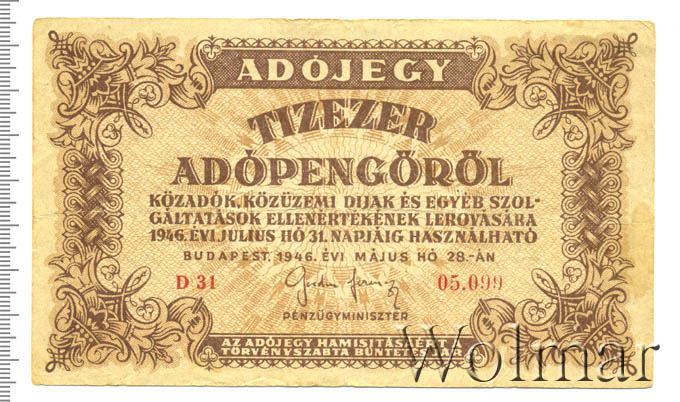 ADÓJEGY
TIZEZER
ADÓPENGŐRŐL
KÖZADÓK, KÖZÜZEMI DIJAK ÉS EGYÉB SZOL-
GÁLTATÁSOK ELLENÉRTÉKÉNEK LEROVÁSÁRA
1946. ÉVI JULIUS HÓ 31. NAPJÁIG HASZNÁLHATÓ
BUDAPEST, 1946. ÉVI MÁJUS HÓ 28.-ÁN
D 31
05.099
PÉNZÜGYMINISZTER
AZ ADÓJEGY HAMISITÁSÁÉRT
TÖRVÉNYSZABTA BÜNTETÉS
Wolmar